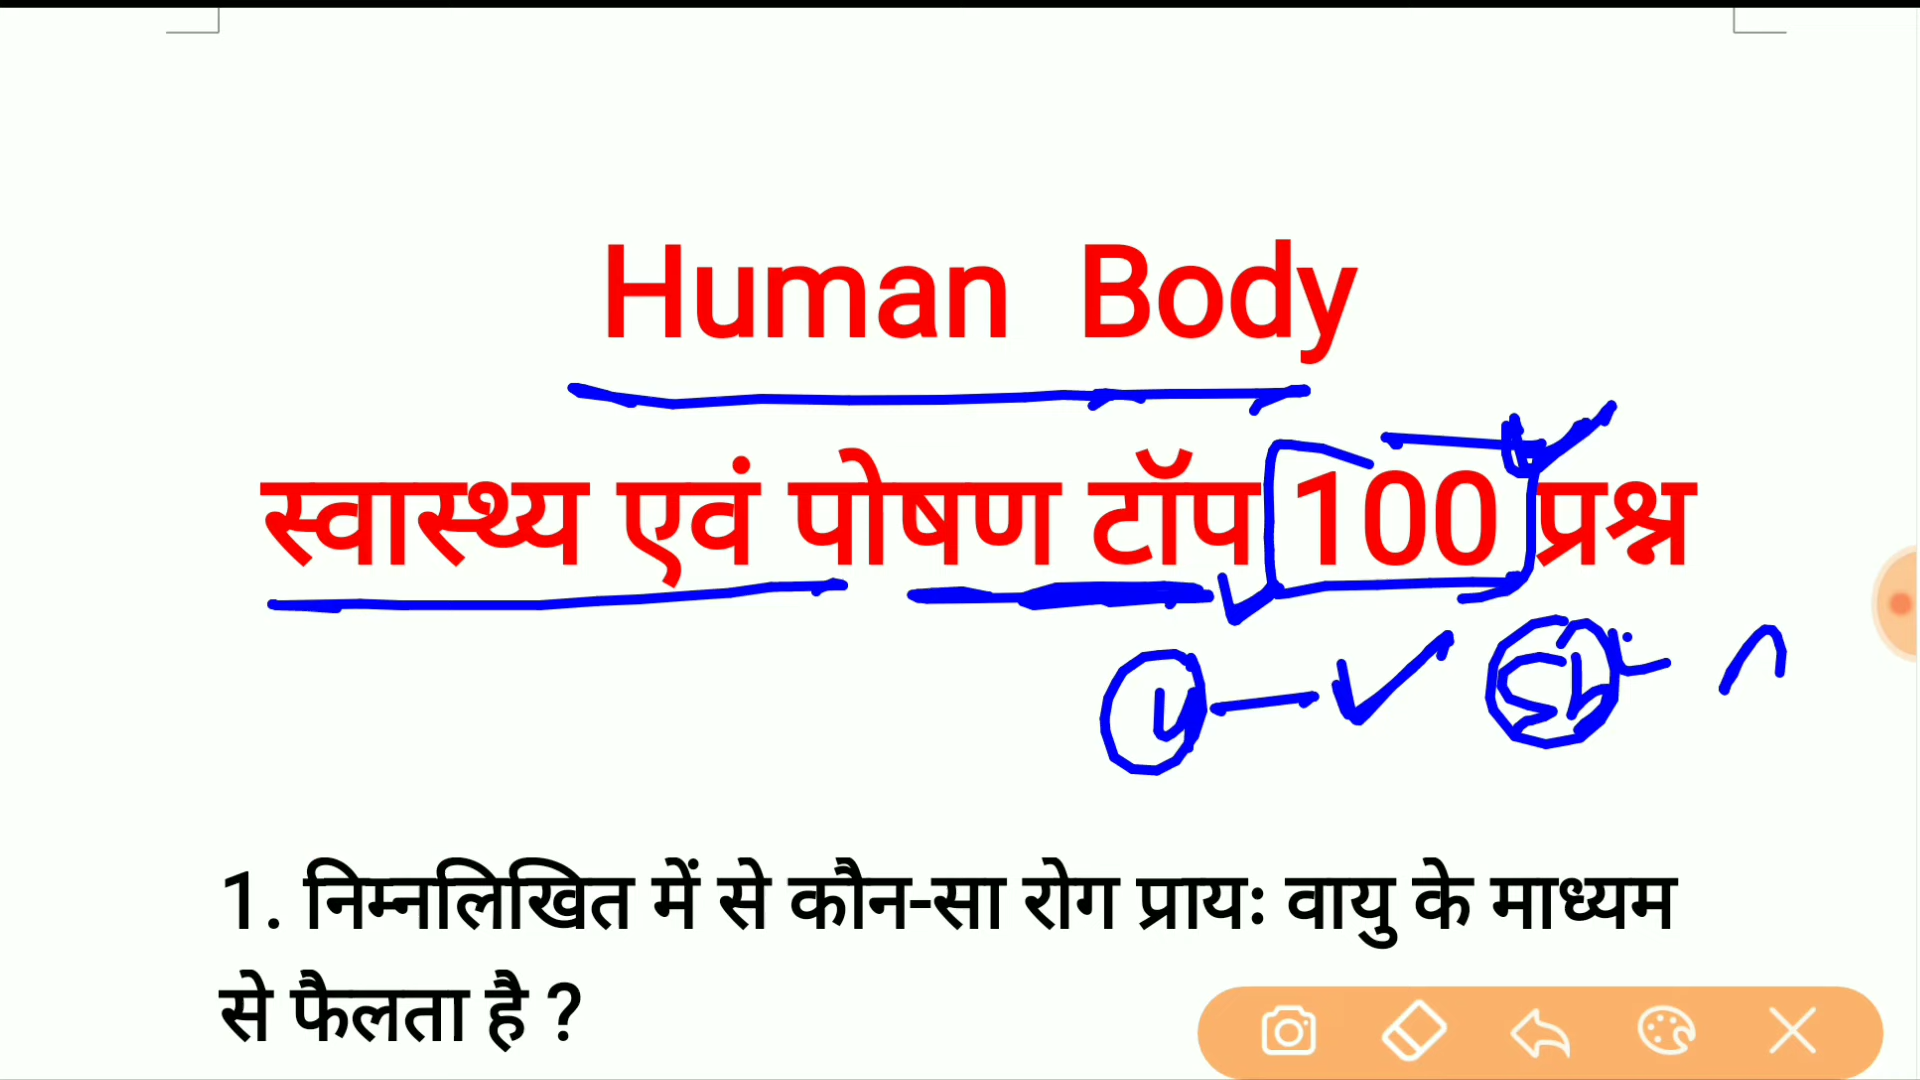 Human Body
स्वास्थ्य एवं पोषण टॉप 100 प्रश्न
1. निम्नलिखित में से कौन-सा रोग प्रायः वायु के माध्यम
से फैलता है ?